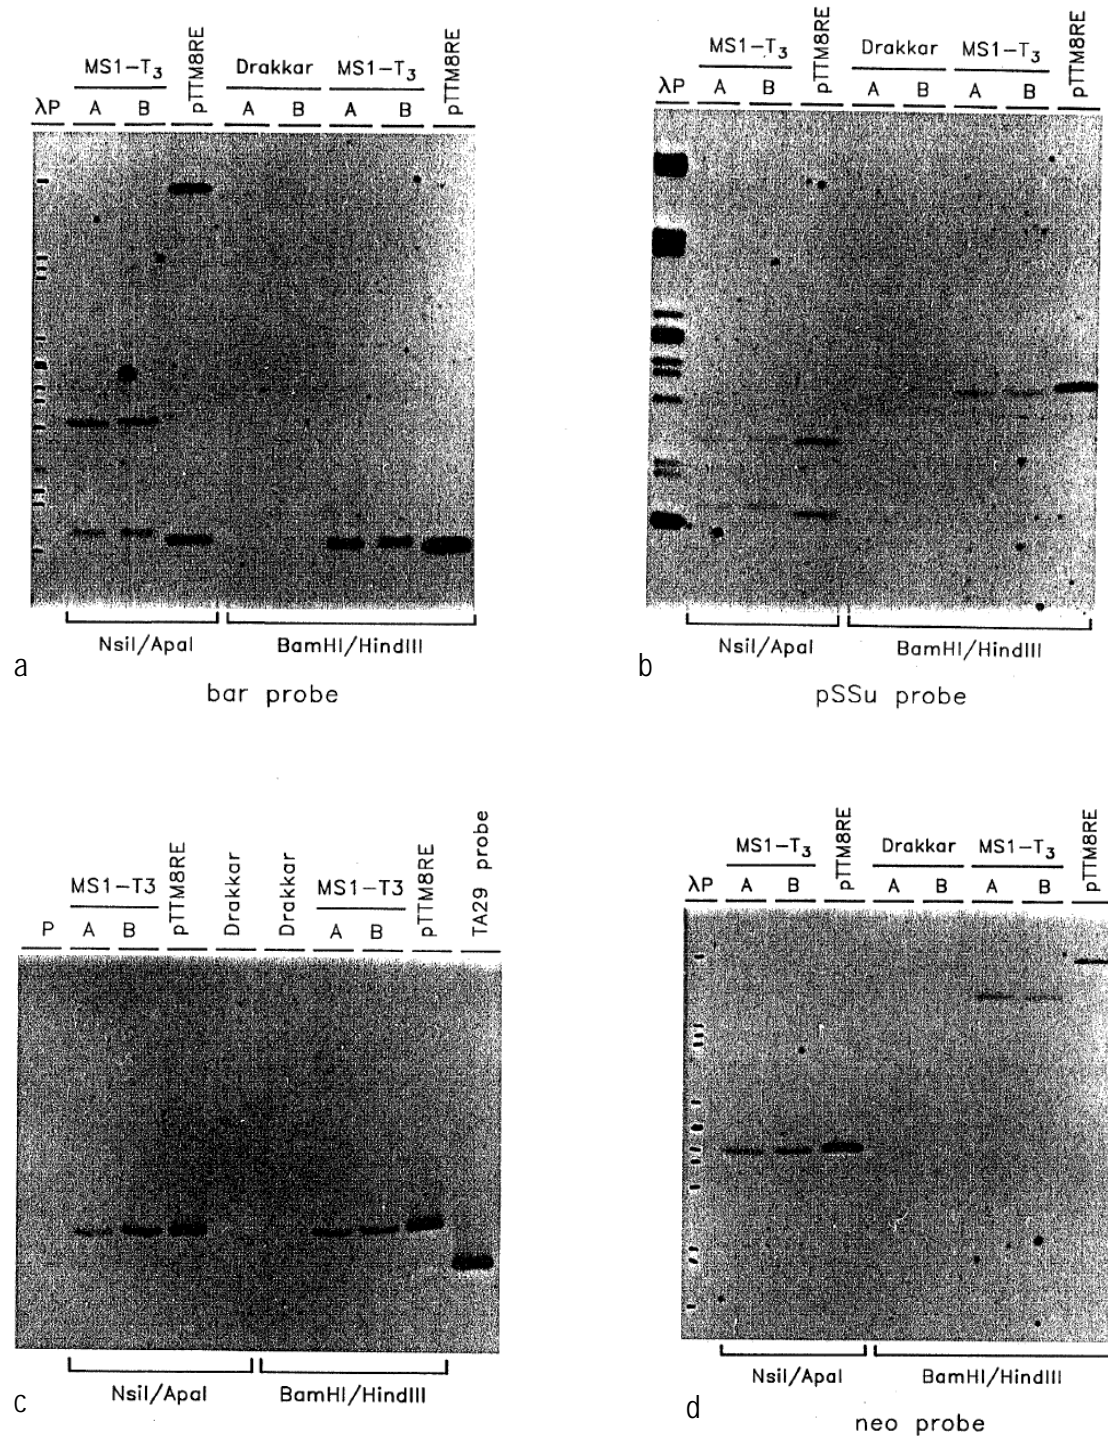 MS1-T3 pTTM8RE Drakkar MS1-T3 pTTM8RE
λP A B A B A B
NsiI/ApaI BamHI/HindIII
a
bar probe
MS1-T3 pTTM8RE Drakkar MS1-T3 pTTM8RE
λP A B A B A B
NsiI/ApaI BamHI/HindIII
b
pSSu probe
MS1-T3 pTTM8RE Drakkar Drakkar MS1-T3 pTTM8RE TA29 probe
P A B A B
NsiI/ApaI BamHI/HindIII
c
MS1-T3 pTTM8RE Drakkar MS1-T3 pTTM8RE
λP A B A B A B
NsiI/ApaI BamHI/HindIII
d
neo probe